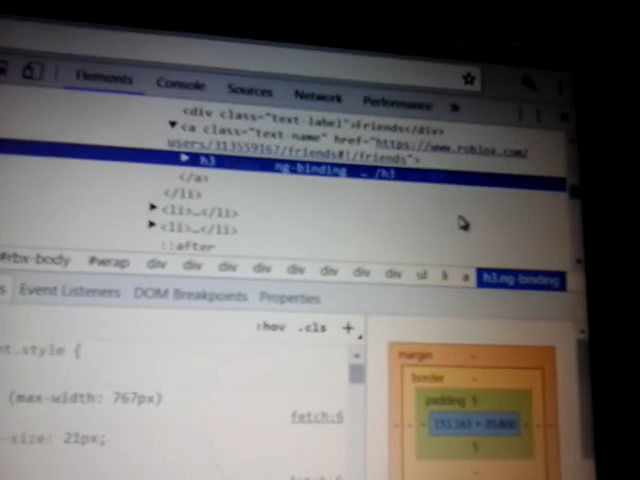 Elements Console Sources Network Performance »
<div class="text-label">Friends</div>
▼<a class="text-name" href="https://www.roblox.com/
users/313559167/friends#!/friends">
▶ h3 ng-binding … /h3
</a>
</li>
▶<li>…</li>
▶<li>…</li>
::after
#rbx-body #wrap div div div div div div div div ul li a h3.ng-binding
s Event Listeners DOM Breakpoints Properties
:hov .cls +
nt.style {
margin -
(max-width: 767px)
border -
fetch:6
padding 5
-size: 21px;
5
-